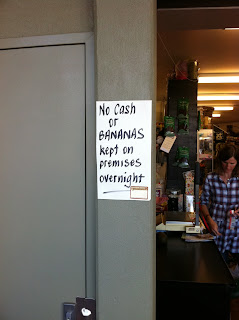 No Cash
or
BANANAS
kept on
premises
overnight